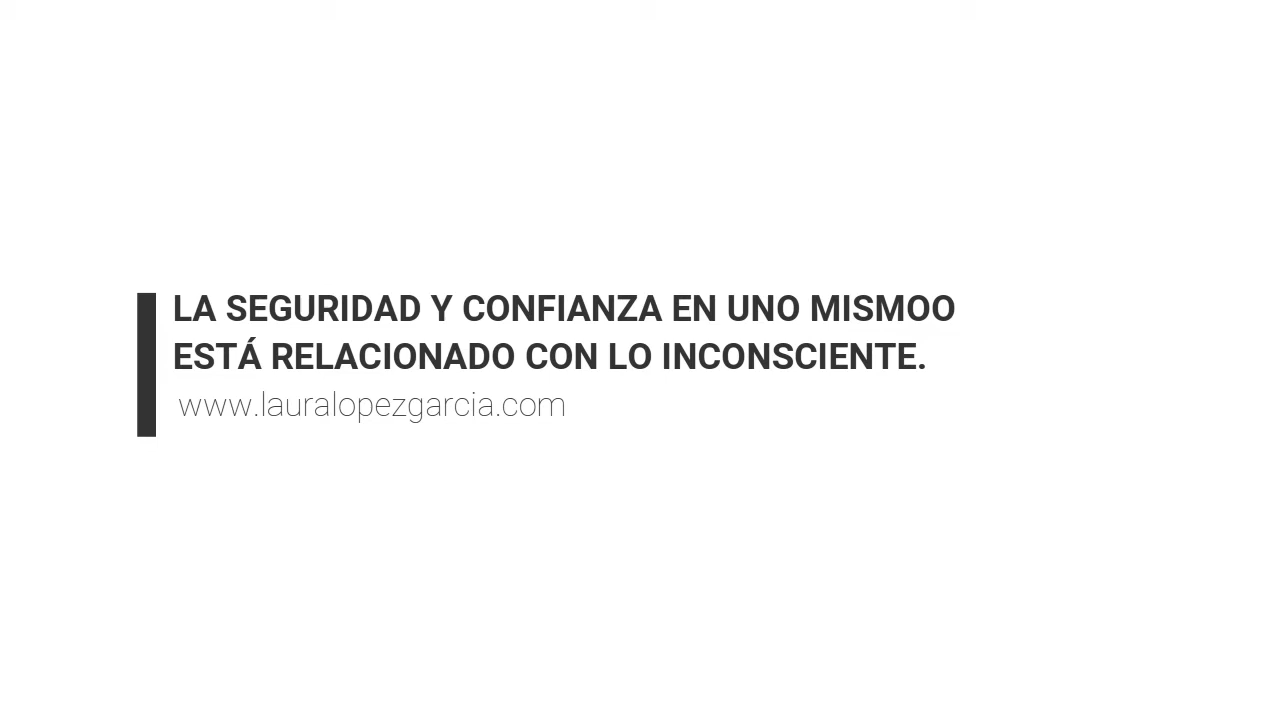 LA SEGURIDAD Y CONFIANZA EN UNO MISMOO
ESTÁ RELACIONADO CON LO INCONSCIENTE.
www.lauralopezgarcia.com